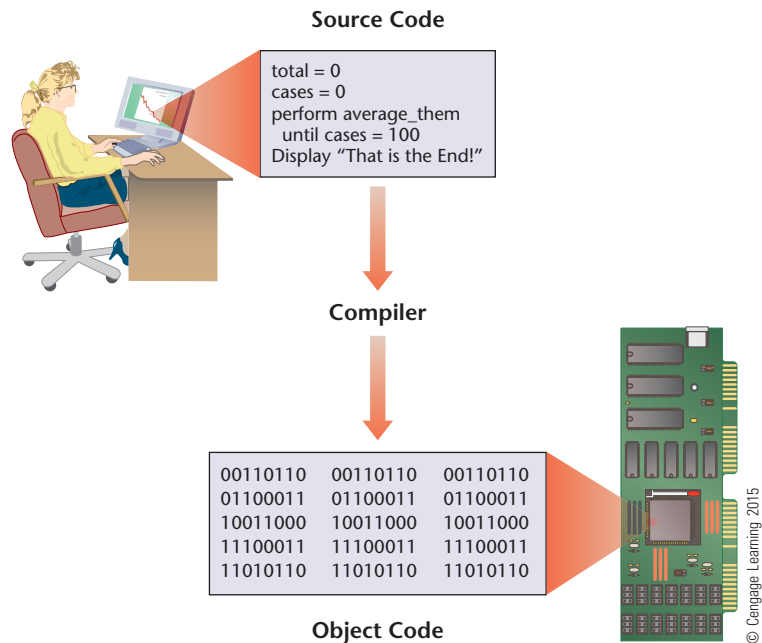 Source Code
total = 0
cases = 0
perform average_them
until cases = 100
Display “That is the End!”
Compiler
00110110 00110110 00110110
01100011 01100011 01100011
10011000 10011000 10011000
11100011 11100011 11100011
11010110 11010110 11010110
Object Code
© Cengage Learning 2015